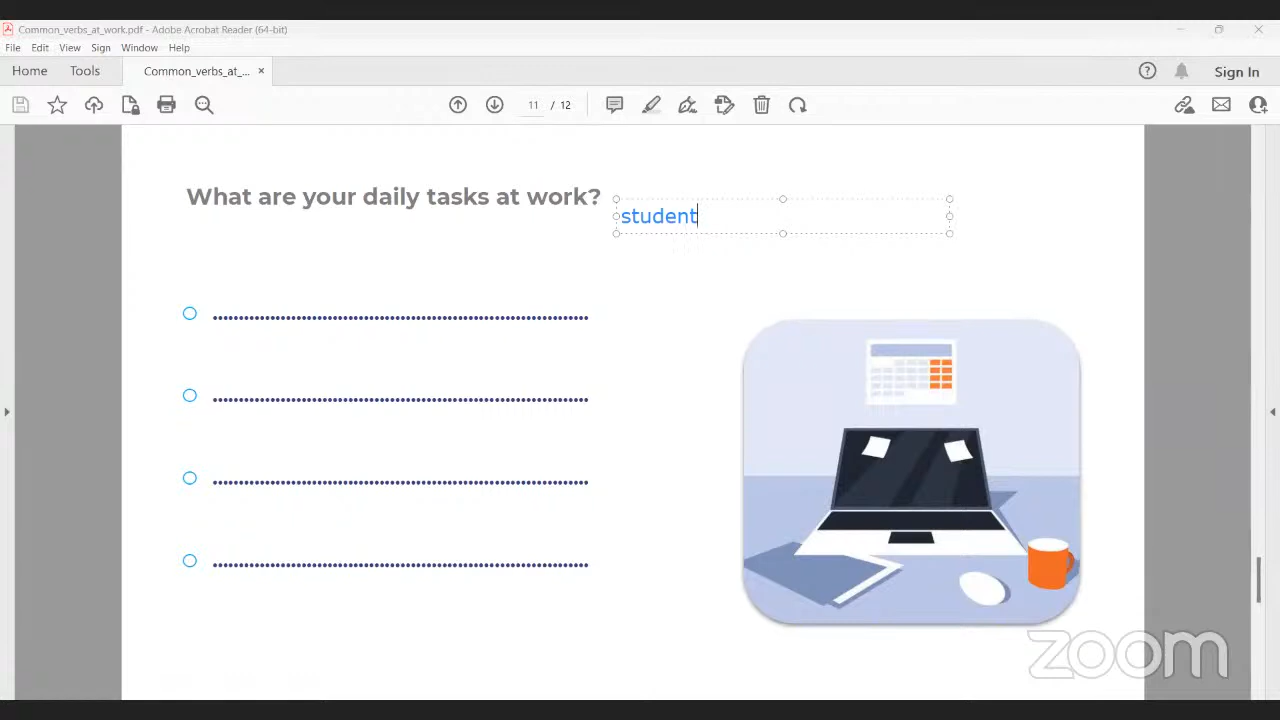 Common_verbs_at_work.pdf - Adobe Acrobat Reader (64-bit)
File Edit View Sign Window Help
Home Tools Common_verbs_at_... × Sign In
11 / 12
What are your daily tasks at work?
student
zoom